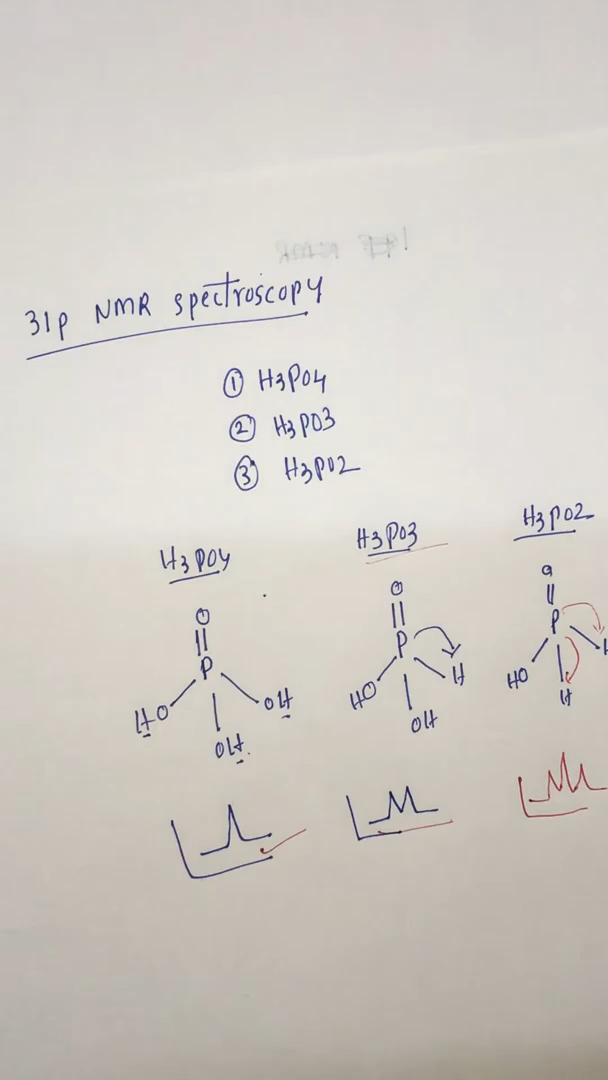 31P NMR spectroscopy
① H3PO4
② H3PO3
③ H3PO2
H3PO4
H3PO3
H3PO2
O
P
HO
OH
OH
O
P
HO
H
OH
O
P
HO
H
H